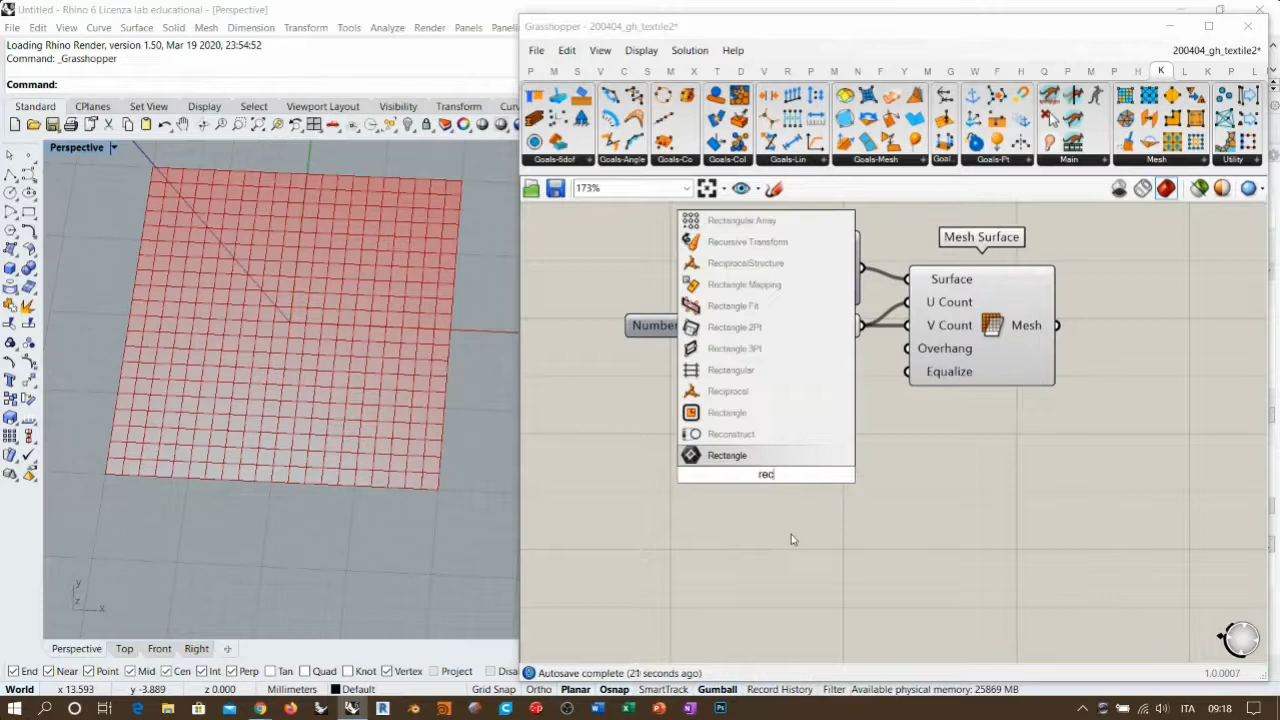 Untitled - Rhino 6 Licenza lab educational - [Perspective]
File Edit View Curve Surface Solid Mesh Dimension Transform Tools Analyze Render Panels
Loading Rhino Render, version 1.50, Mar 19 2020, 23:54:52
Command: _Grasshopper
Command:
Standard CPlanes Set View Display Select Viewport Layout Visibility Transform
Perspective
y
z x
Perspective Top Front Right
End Near Point Mid Cen Int Perp Tan Quad Knot Vertex Project
World x 13.593 y -3.889 z 0.000 Millimeters Default Grid Snap Ortho Planar Osnap SmartTrack Gumball Record History Filter Available physical memory: 25869 MB
Grasshopper - 200404_gh_textile2*
File Edit View Display Solution Help 200404_gh_textile2*
P M S V C S M X T D V R P W N F Y M G H F O Q P M P H K L K P L
Goals-6dof Goals-Angle Goals-Co Goals-Col Goals-Lin Goals-Mesh Goal. Goals-Pt Main Mesh Utility
173%
Rectangular Array
Recursive Transform
ReciprocalStructure
Rectangle Mapping
Rectangle Fit
Rectangle 2Pt
Rectangle 3Pt
Rectangular
Reciprocal
Rectangle
Reconstruct
Rectangle
rec
Number
Mesh Surface
Surface
U Count
V Count Mesh
Overhang
Equalize
Autosave complete (21 seconds ago) 1.0.0007
ITA 09:18